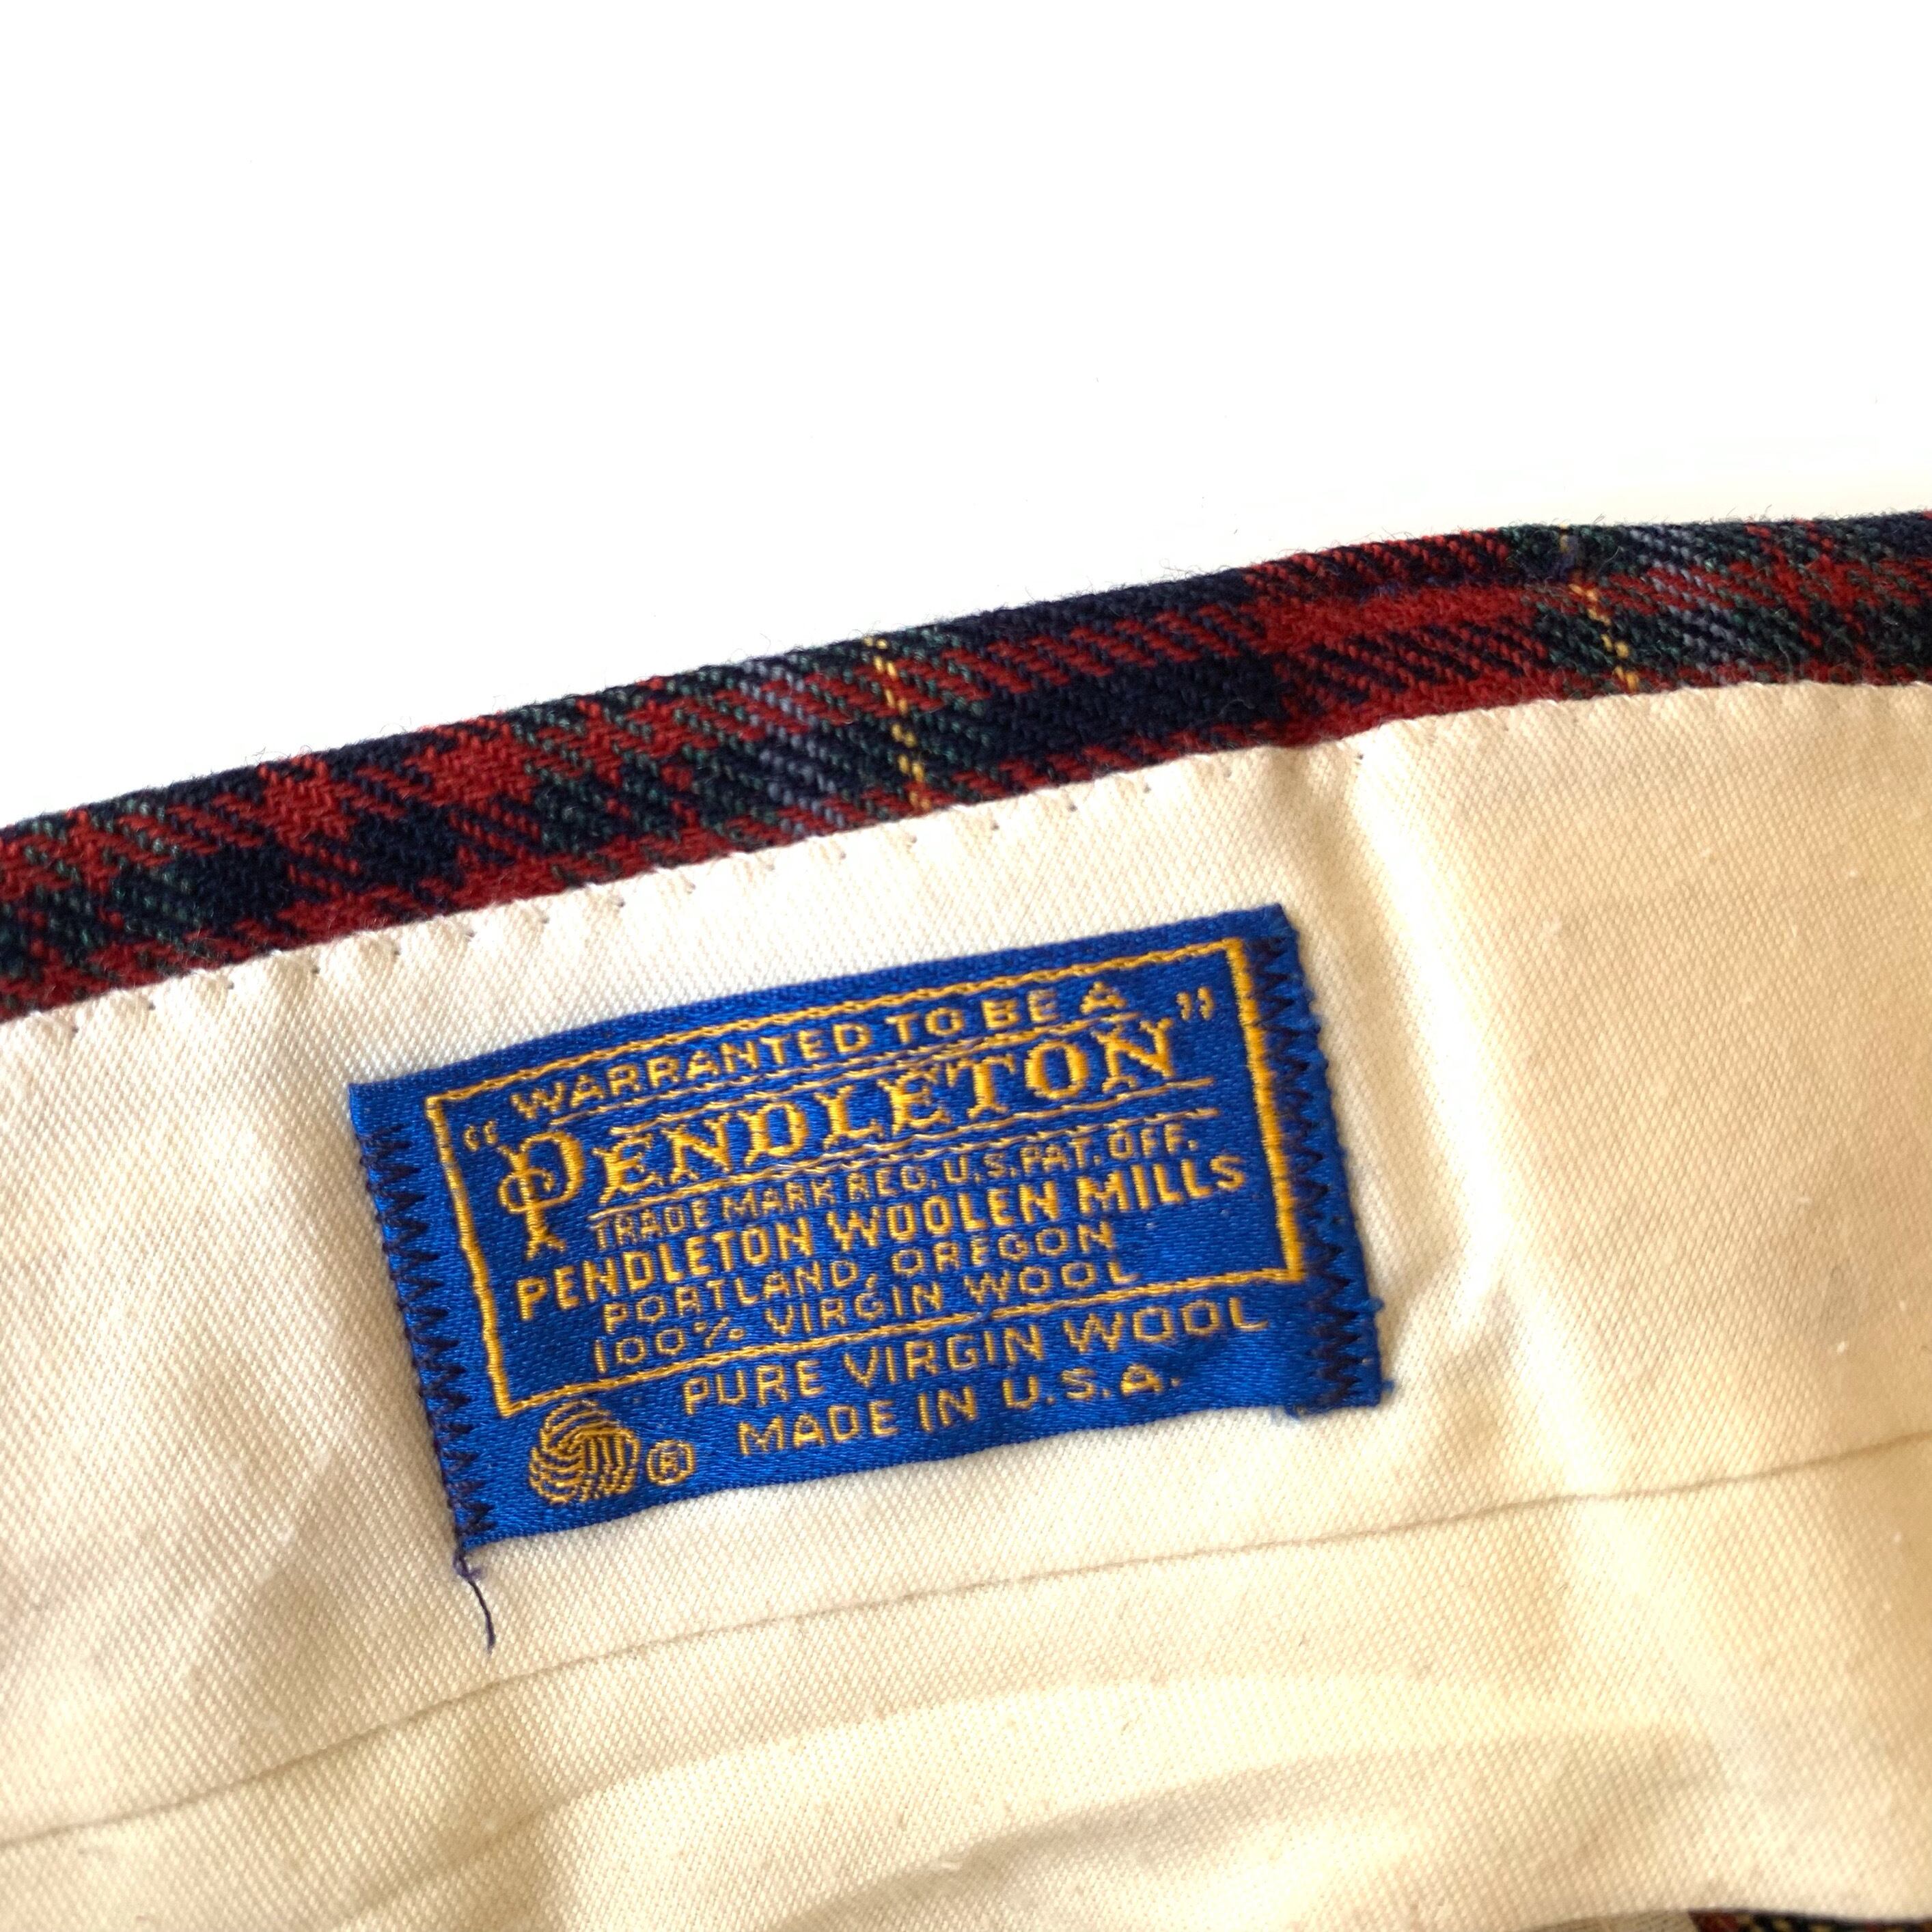 WARRANTED TO BE A
"PENDLETON"
TRADE MARK REG. U.S. PAT. OFF.
PENDLETON WOOLEN MILLS
PORTLAND, OREGON
100% VIRGIN WOOL
PURE VIRGIN WOOL
® MADE IN U.S.A.